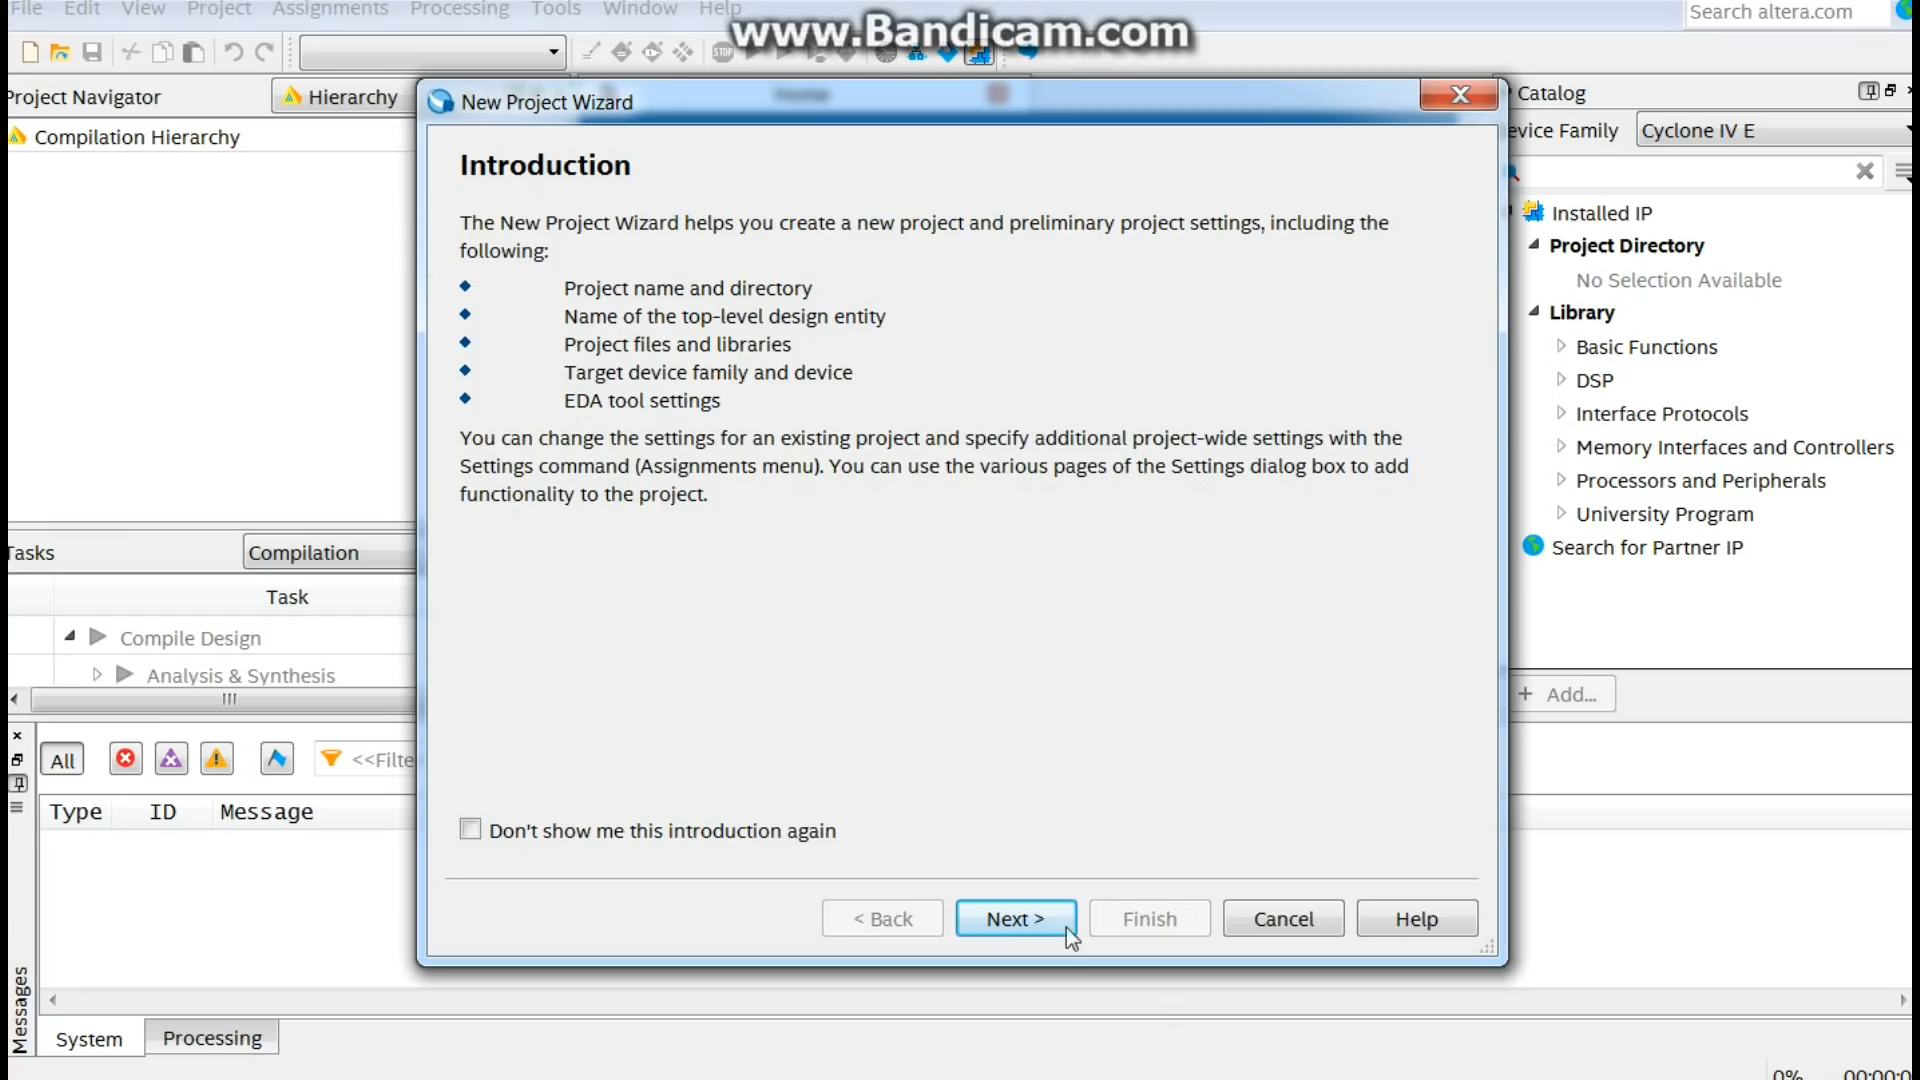 File Edit View Project Assignments Processing Tools Window Help
www.Bandicam.com
Search altera.com
Project Navigator
Hierarchy
Compilation Hierarchy
New Project Wizard
Home
Introduction
The New Project Wizard helps you create a new project and preliminary project settings, including the
following:
Project name and directory
Name of the top-level design entity
Project files and libraries
Target device family and device
EDA tool settings
You can change the settings for an existing project and specify additional project-wide settings with the
Settings command (Assignments menu). You can use the various pages of the Settings dialog box to add
functionality to the project.
Don't show me this introduction again
< Back Next > Finish Cancel Help
Catalog
evice Family Cyclone IV E
Installed IP
Project Directory
No Selection Available
Library
Basic Functions
DSP
Interface Protocols
Memory Interfaces and Controllers
Processors and Peripherals
University Program
Search for Partner IP
+ Add...
Tasks
Compilation
Task
Compile Design
Analysis & Synthesis
All
<<Filte
Type ID Message
Messages
System Processing
0% 00:00:0